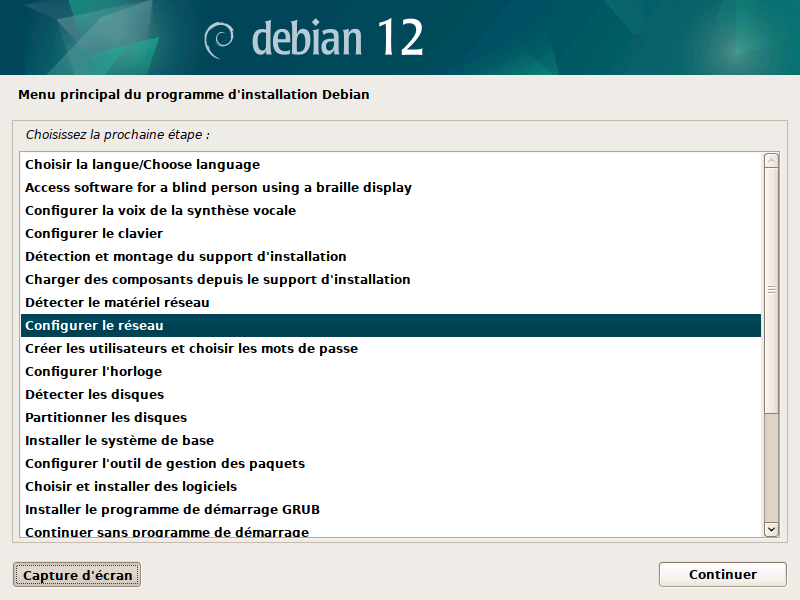 debian 12
Menu principal du programme d'installation Debian
Choisissez la prochaine étape :
Choisir la langue/Choose language
Access software for a blind person using a braille display
Configurer la voix de la synthèse vocale
Configurer le clavier
Détection et montage du support d'installation
Charger des composants depuis le support d'installation
Détecter le matériel réseau
Configurer le réseau
Créer les utilisateurs et choisir les mots de passe
Configurer l'horloge
Détecter les disques
Partitionner les disques
Installer le système de base
Configurer l'outil de gestion des paquets
Choisir et installer des logiciels
Installer le programme de démarrage GRUB
Continuer sans programme de démarrage
Capture d'écran
Continuer